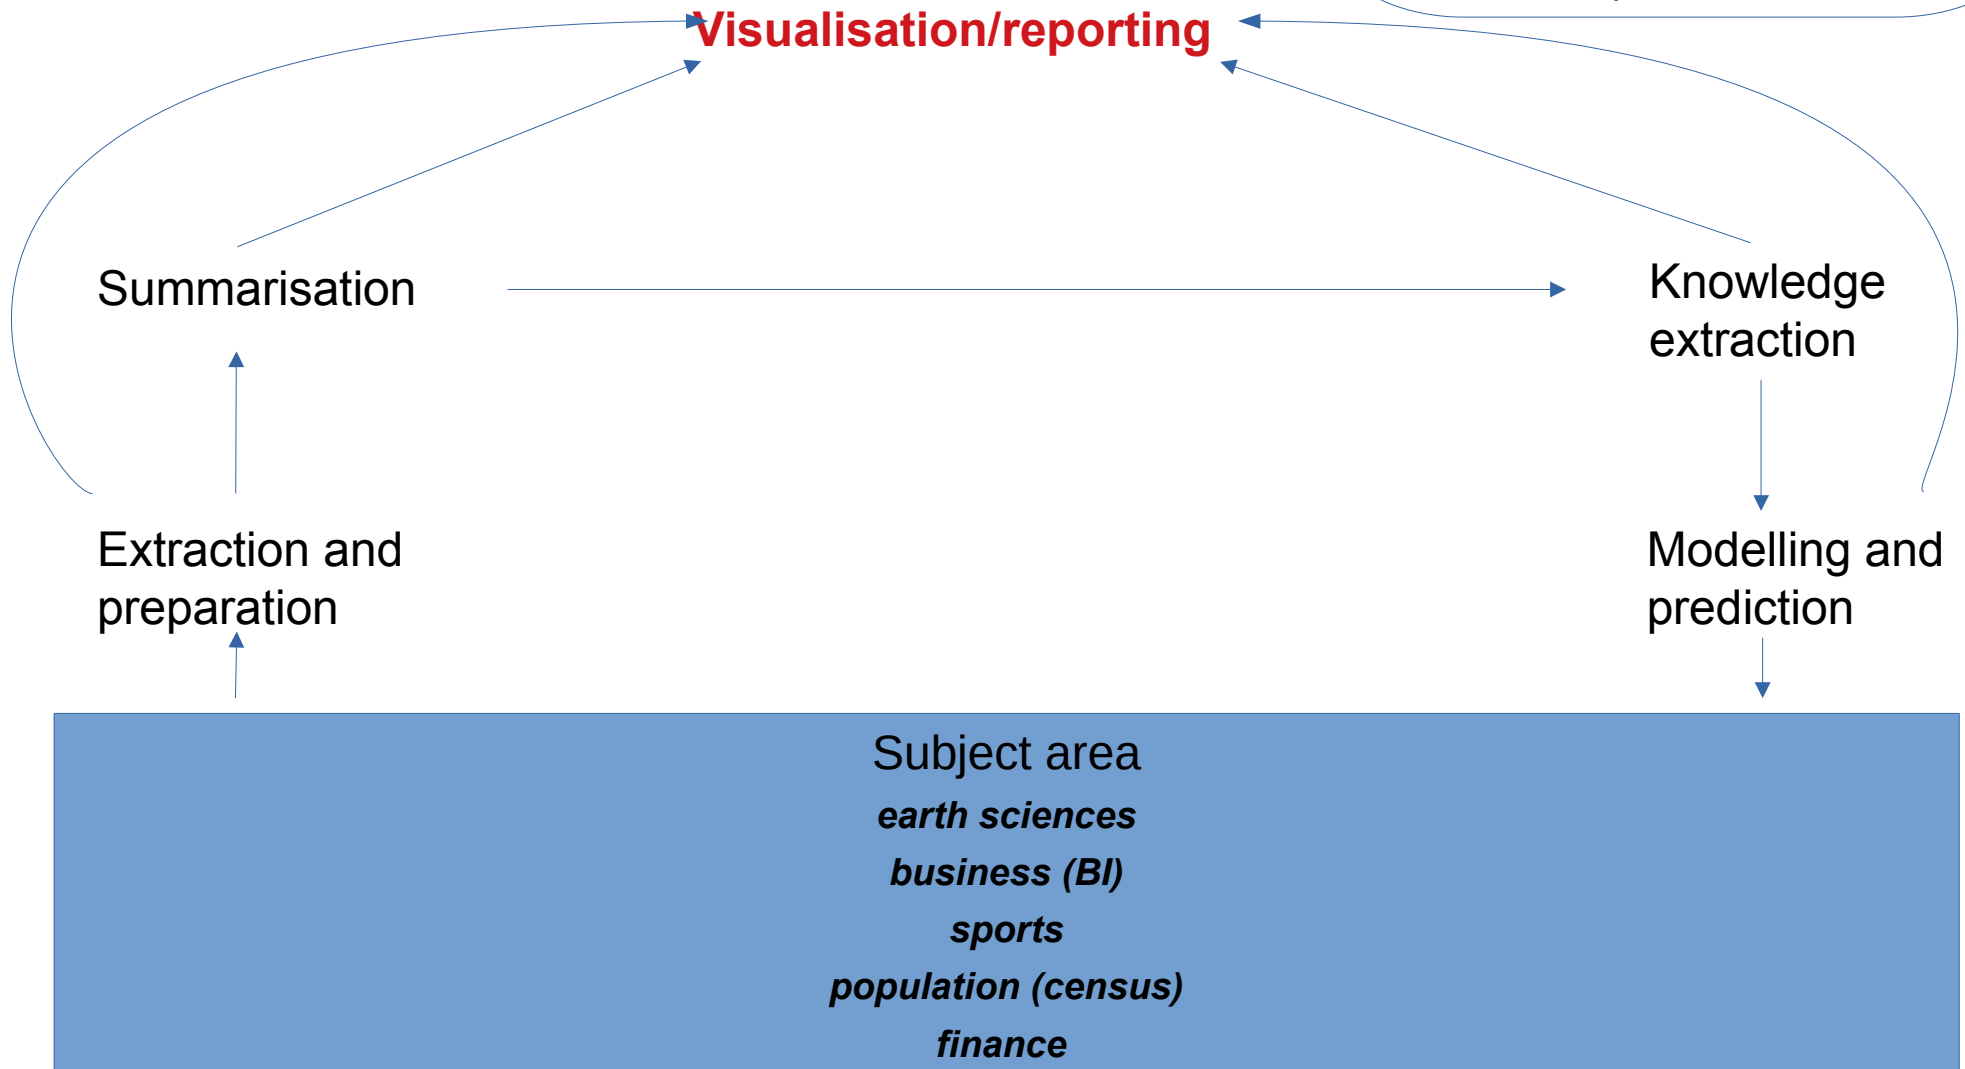 Visualisation/reporting
Summarisation
Knowledge
extraction
Extraction and
preparation
Modelling and
prediction
Subject area
earth sciences
business (BI)
sports
population (census)
finance